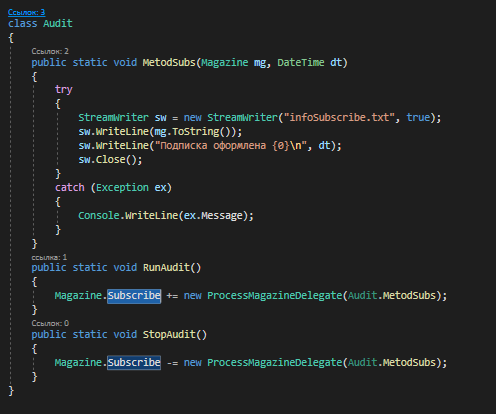 Ссылок: 3
class Audit
{
Ссылок: 2
public static void MetodSubs(Magazine mg, DateTime dt)
{
try
{
StreamWriter sw = new StreamWriter("infoSubscribe.txt", true);
sw.WriteLine(mg.ToString());
sw.WriteLine("Подписка оформлена {0}\n", dt);
sw.Close();
}
catch (Exception ex)
{
Console.WriteLine(ex.Message);
}
}
ссылка: 1
public static void RunAudit()
{
Magazine.Subscribe += new ProcessMagazineDelegate(Audit.MetodSubs);
}
Ссылок: 0
public static void StopAudit()
{
Magazine.Subscribe -= new ProcessMagazineDelegate(Audit.MetodSubs);
}
}